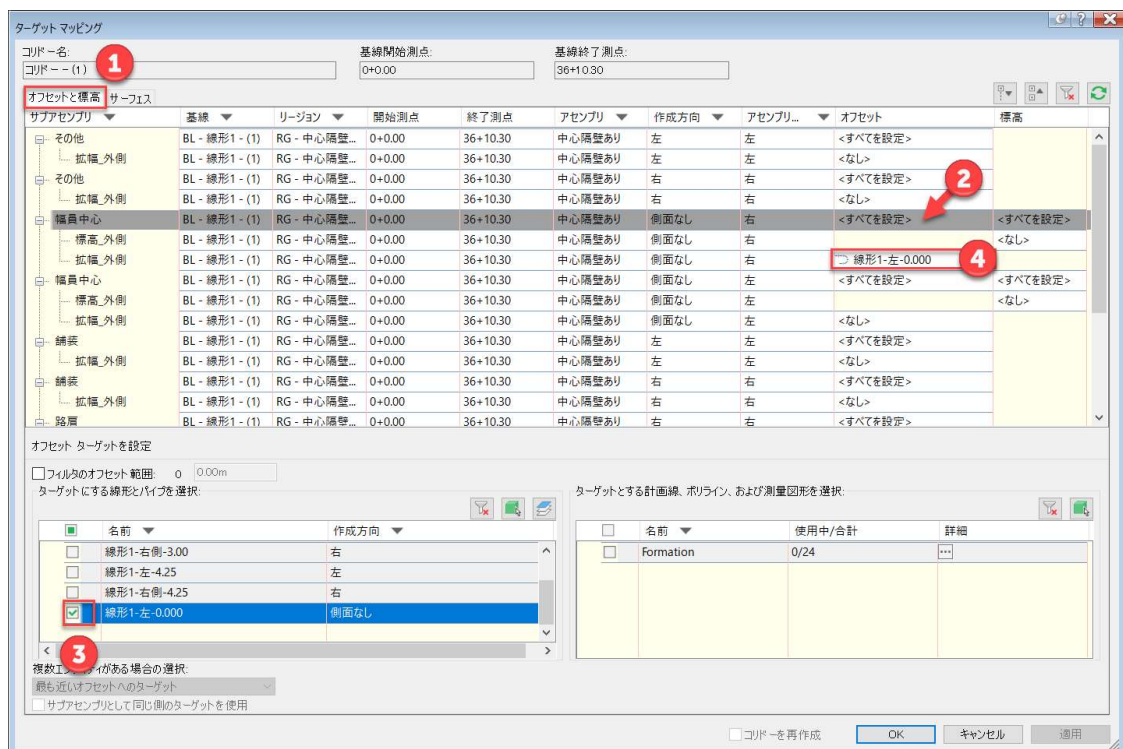 ターゲット マッピング
コリドー名: 基線開始測点: 基線終了測点:
コリドー - (1) 0+0.00 36+10.30
1
オフセットと標高 サーフェス
サブアセンブリ 基線 リージョン 開始測点 終了測点 アセンブリ 作成方向 アセンブリ... オフセット 標高
その他 BL - 線形1 - (1) RG - 中心隔壁... 0+0.00 36+10.30 中心隔壁あり 左 左 <すべてを設定>
拡幅_外側 BL - 線形1 - (1) RG - 中心隔壁... 0+0.00 36+10.30 中心隔壁あり 左 左 <なし>
その他 BL - 線形1 - (1) RG - 中心隔壁... 0+0.00 36+10.30 中心隔壁あり 右 右 <すべてを設定>
2
拡幅_外側 BL - 線形1 - (1) RG - 中心隔壁... 0+0.00 36+10.30 中心隔壁あり 右 右 <なし>
幅員中心 BL - 線形1 - (1) RG - 中心隔壁... 0+0.00 36+10.30 中心隔壁あり 側面なし 右 <すべてを設定> <すべてを設定>
標高_外側 BL - 線形1 - (1) RG - 中心隔壁... 0+0.00 36+10.30 中心隔壁あり 側面なし 右 <なし>
拡幅_外側 BL - 線形1 - (1) RG - 中心隔壁... 0+0.00 36+10.30 中心隔壁あり 側面なし 右 線形1-左-0.000 4
幅員中心 BL - 線形1 - (1) RG - 中心隔壁... 0+0.00 36+10.30 中心隔壁あり 側面なし 左 <すべてを設定> <すべてを設定>
標高_外側 BL - 線形1 - (1) RG - 中心隔壁... 0+0.00 36+10.30 中心隔壁あり 側面なし 左 <なし>
拡幅_外側 BL - 線形1 - (1) RG - 中心隔壁... 0+0.00 36+10.30 中心隔壁あり 側面なし 左 <なし>
舗装 BL - 線形1 - (1) RG - 中心隔壁... 0+0.00 36+10.30 中心隔壁あり 左 左 <すべてを設定>
拡幅_外側 BL - 線形1 - (1) RG - 中心隔壁... 0+0.00 36+10.30 中心隔壁あり 左 左 <なし>
舗装 BL - 線形1 - (1) RG - 中心隔壁... 0+0.00 36+10.30 中心隔壁あり 右 右 <すべてを設定>
拡幅_外側 BL - 線形1 - (1) RG - 中心隔壁... 0+0.00 36+10.30 中心隔壁あり 右 右 <なし>
路肩 BL - 線形1 - (1) RG - 中心隔壁... 0+0.00 36+10.30 中心隔壁あり 右 右 <すべてを設定>
オフセット ターゲットを設定
フィルタのオフセット範囲: 0 0.00m
ターゲットにする線形とパイプを選択: ターゲットとする計画線、ポリライン、および測量図形を選択:
名前 作成方向 名前 使用中/合計 詳細
線形1-右側-3.00 右 Formation 0/24 ...
線形1-左-4.25 左
線形1-右側-4.25 右
線形1-左-0.000 側面なし
3
複数エ ティがある場合の選択:
最も近いオフセットへのターゲット
サブアセンブリとして同じ側のターゲットを使用
コリドーを再作成 OK キャンセル 適用